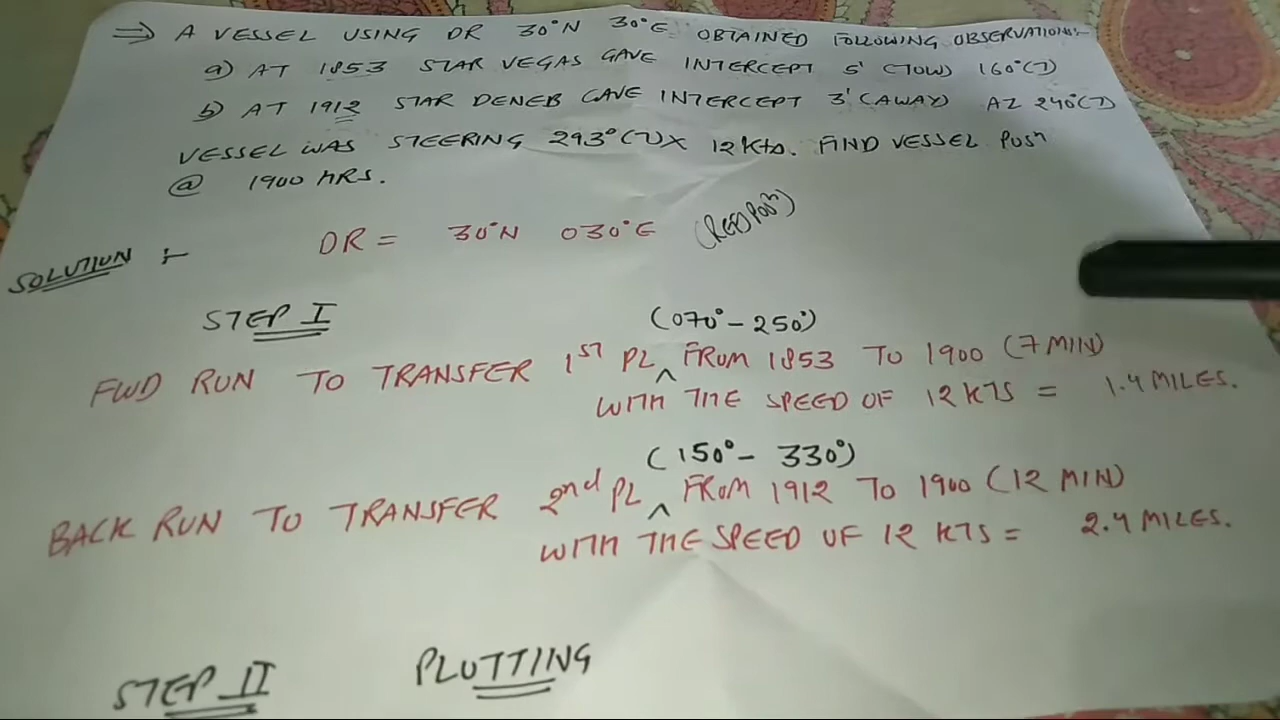 ⇒ A VESSEL USING DR 30°N 30°E OBTAINED FOLLOWING OBSERVATIONS:-
a) AT 1853 STAR VEGAS GAVE INTERCEPT 5' (TOW) 160°(T)
b) AT 1912 STAR DENEB GAVE INTERCEPT 3' (AWAY) AZ 240°(T)
VESSEL WAS STEERING 293°(T) X 12 Kts. FIND VESSEL POSN
@ 1900 HRS.
SOLUTION :- DR = 30°N 030°E (RED POSN)
STEP I
(070° - 250°)
FWD RUN TO TRANSFER 1ST PL ^ FROM 1853 TO 1900 (7 MIN)
WITH THE SPEED OF 12 KTS = 1.4 MILES.
(150° - 330°)
BACK RUN TO TRANSFER 2nd PL ^ FROM 1912 TO 1900 (12 MIN)
WITH THE SPEED OF 12 KTS = 2.4 MILES.
STEP II PLOTTING